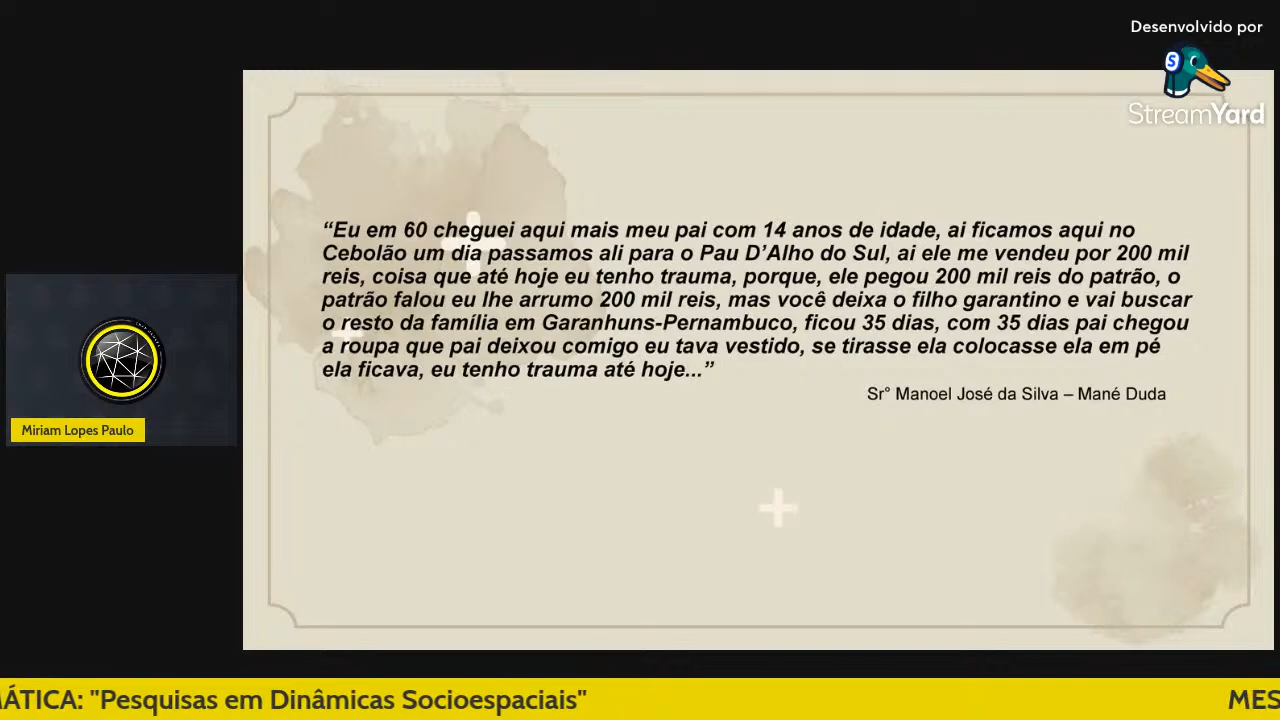 Desenvolvido por
S
StreamYard
“Eu em 60 cheguei aqui mais meu pai com 14 anos de idade, ai ficamos aqui no
Cebolão um dia passamos ali para o Pau D’Alho do Sul, ai ele me vendeu por 200 mil
reis, coisa que até hoje eu tenho trauma, porque, ele pegou 200 mil reis do patrão, o
patrão falou eu lhe arrumo 200 mil reis, mas você deixa o filho garantino e vai buscar
o resto da família em Garanhuns-Pernambuco, ficou 35 dias, com 35 dias pai chegou
a roupa que pai deixou comigo eu tava vestido, se tirasse ela colocasse ela em pé
ela ficava, eu tenho trauma até hoje...”
Sr° Manoel José da Silva – Mané Duda
Miriam Lopes Paulo
ÁTICA: "Pesquisas em Dinâmicas Socioespaciais"
MES